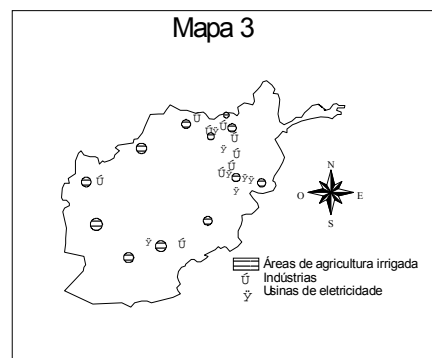 Mapa 3
N
O E
S
Áreas de agricultura irrigada
Ú Indústrias
ÿ Usinas de eletricidade